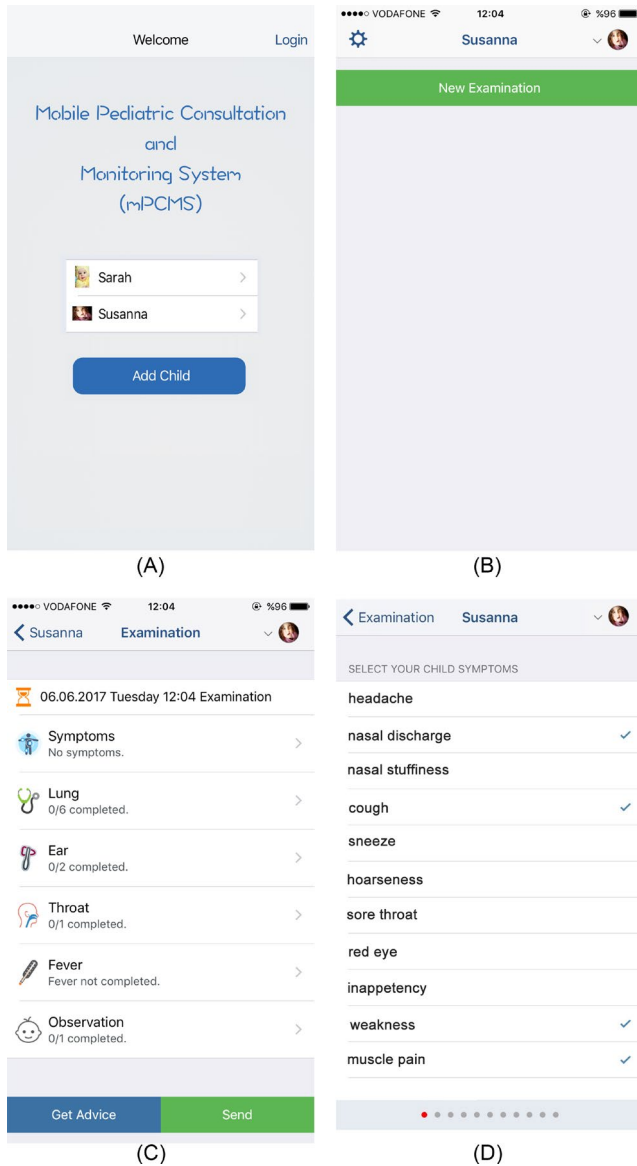 Welcome Login
Mobile Pediatric Consultation
and
Monitoring System
(mPCMS)
Sarah
Susanna
Add Child
(A)
VODAFONE 12:04 %96
Susanna
New Examination
(B)
VODAFONE 12:04 %96
Susanna Examination
06.06.2017 Tuesday 12:04 Examination
Symptoms
No symptoms.
Lung
0/6 completed.
Ear
0/2 completed.
Throat
0/1 completed.
Fever
Fever not completed.
Observation
0/1 completed.
Get Advice Send
(C)
Examination Susanna
SELECT YOUR CHILD SYMPTOMS
headache
nasal discharge
nasal stuffiness
cough
sneeze
hoarseness
sore throat
red eye
inappetency
weakness
muscle pain
(D)